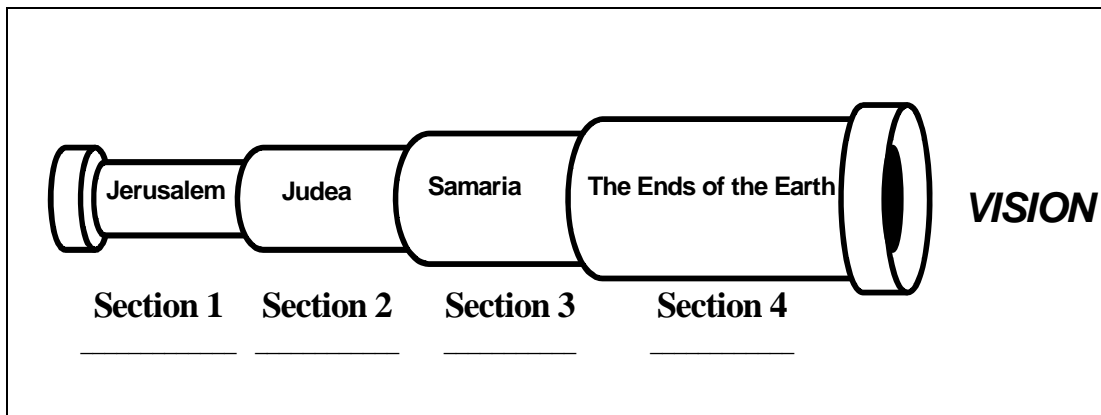 Jerusalem Judea Samaria The Ends of the Earth
VISION
Section 1 Section 2 Section 3 Section 4